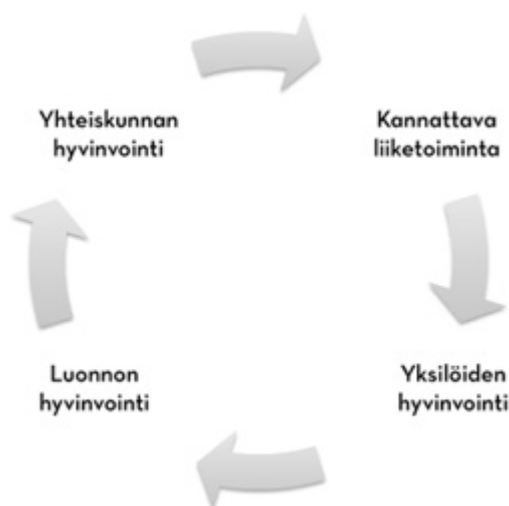 Yhteiskunnan
hyvinvointi
Kannattava
liiketoiminta
Luonnon
hyvinvointi
Yksilöiden
hyvinvointi